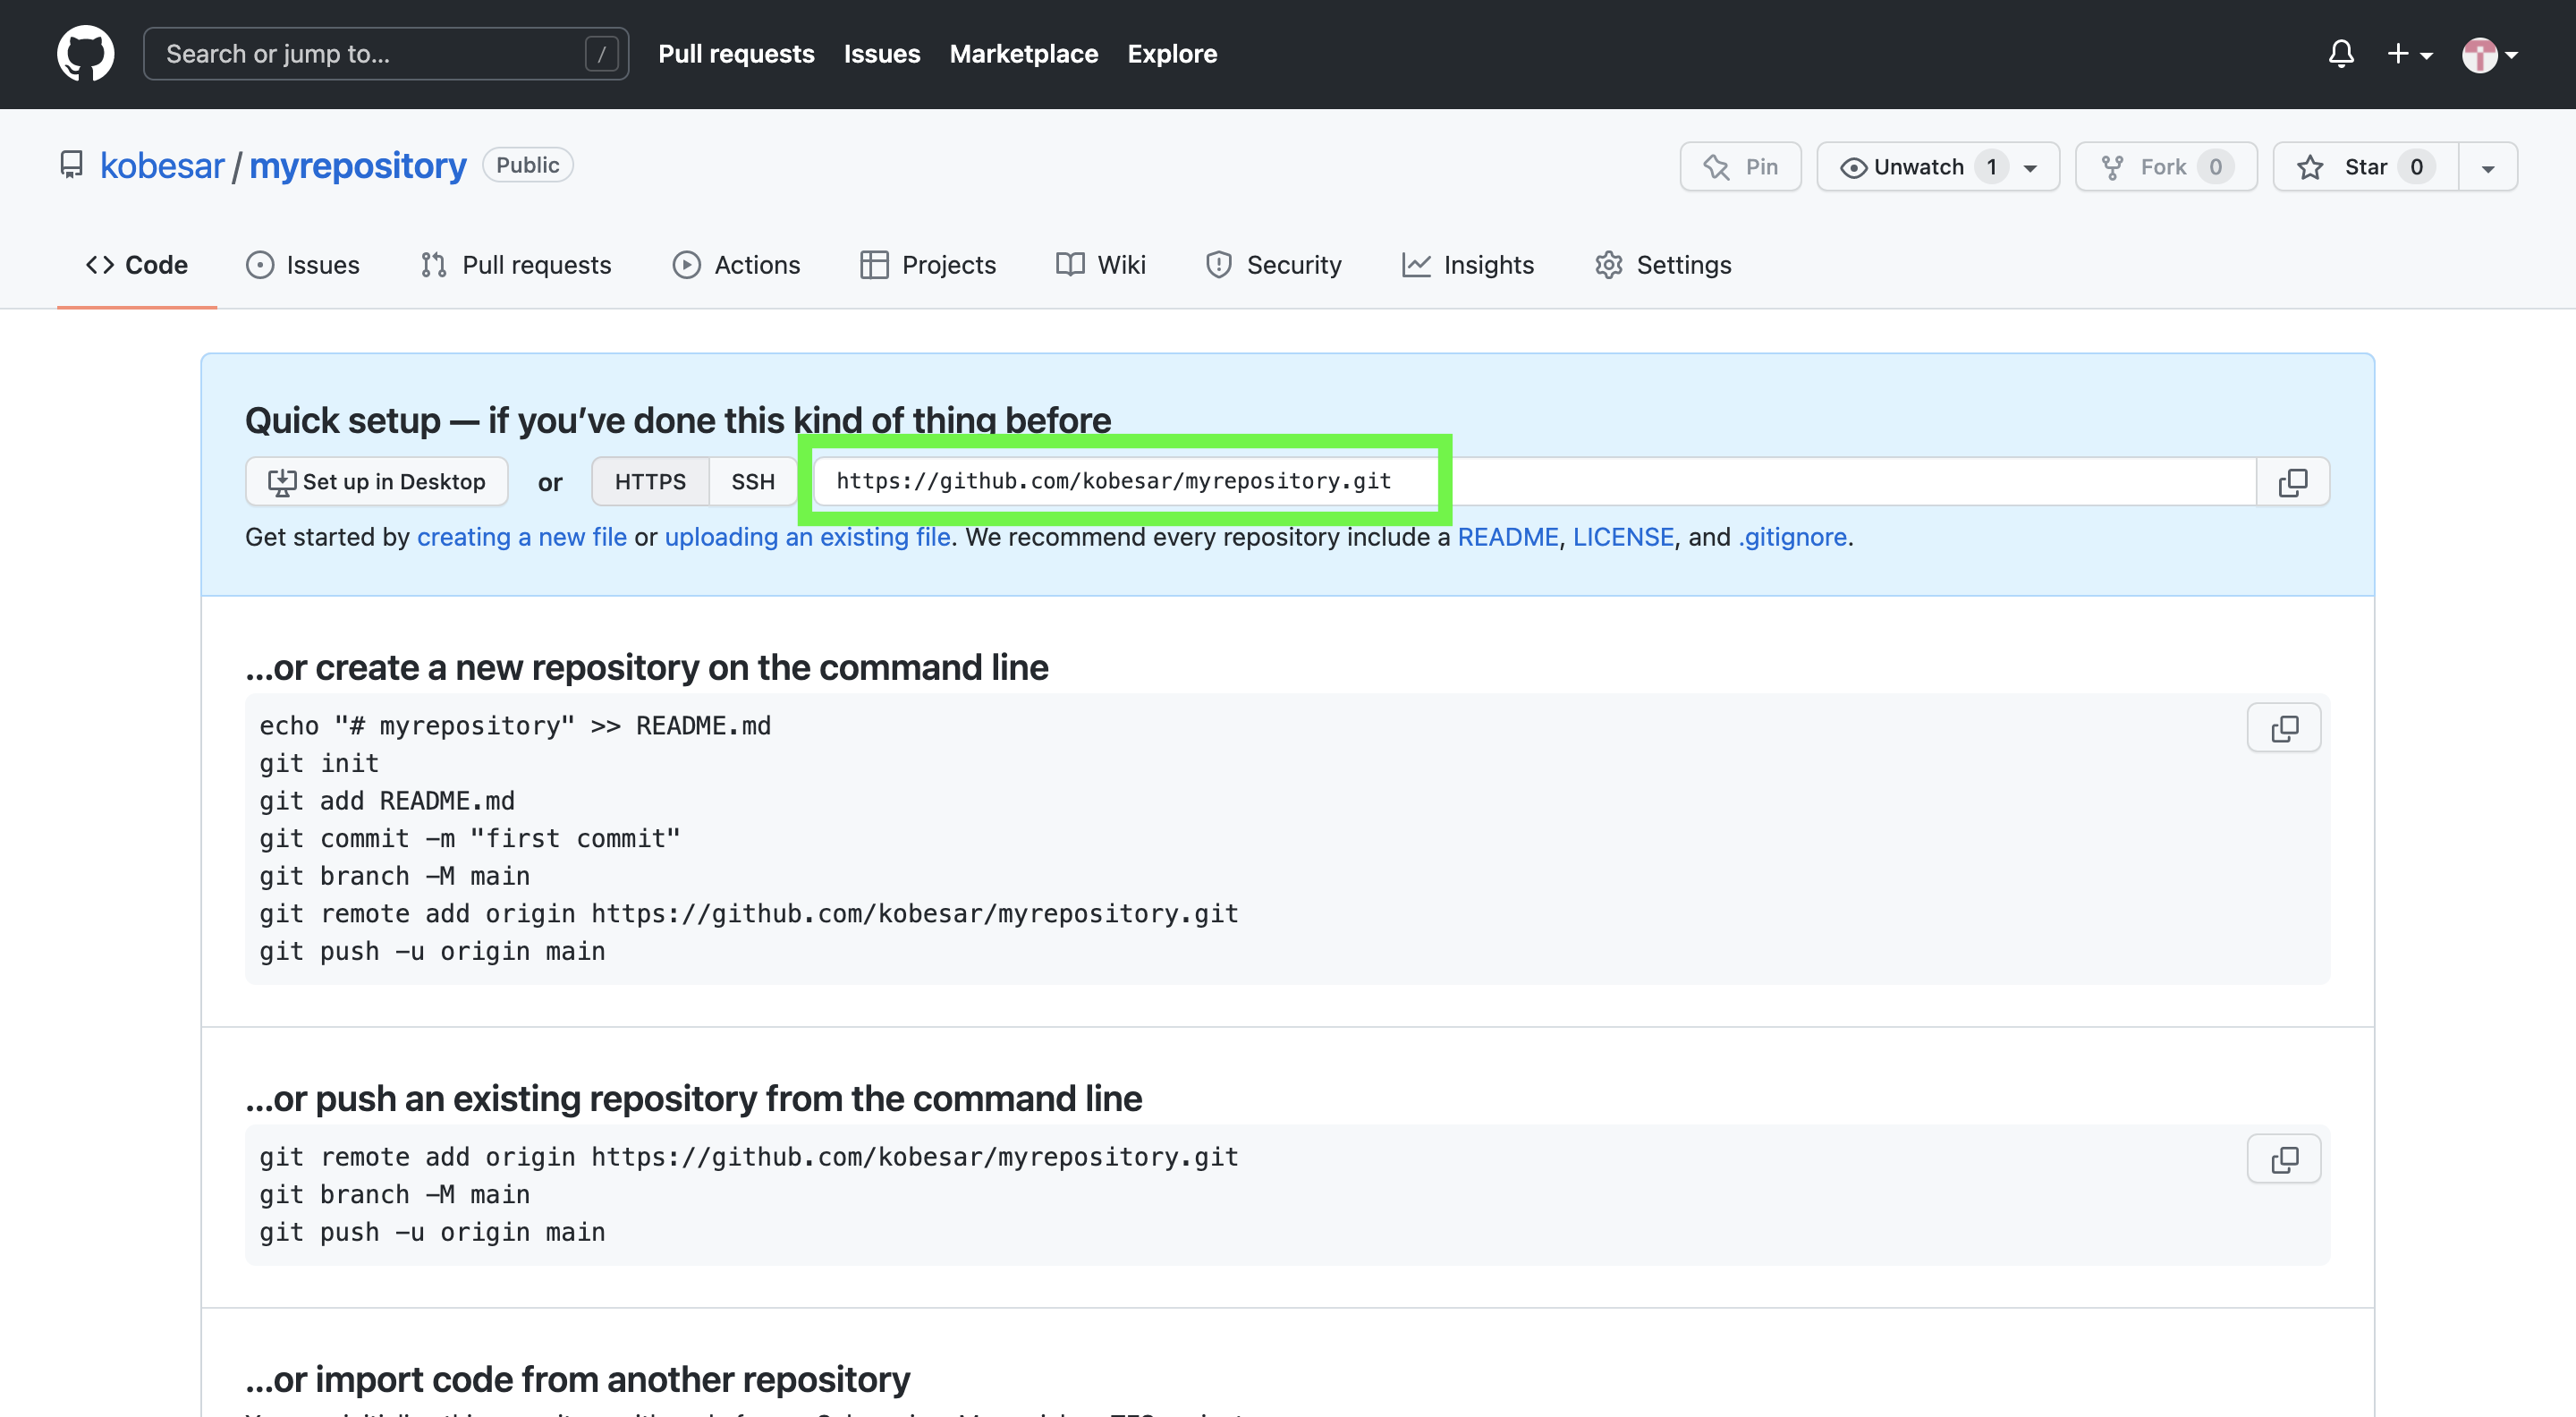 Search or jump to... /
Pull requests Issues Marketplace Explore
kobesar / myrepository Public
Pin Unwatch 1 Fork 0 Star 0
Code Issues Pull requests Actions Projects Wiki Security Insights Settings
Quick setup — if you've done this kind of thing before
Set up in Desktop or HTTPS SSH https://github.com/kobesar/myrepository.git
Get started by creating a new file or uploading an existing file. We recommend every repository include a README, LICENSE, and .gitignore.
...or create a new repository on the command line
echo "# myrepository" >> README.md
git init
git add README.md
git commit -m "first commit"
git branch -M main
git remote add origin https://github.com/kobesar/myrepository.git
git push -u origin main
...or push an existing repository from the command line
git remote add origin https://github.com/kobesar/myrepository.git
git branch -M main
git push -u origin main
...or import code from another repository